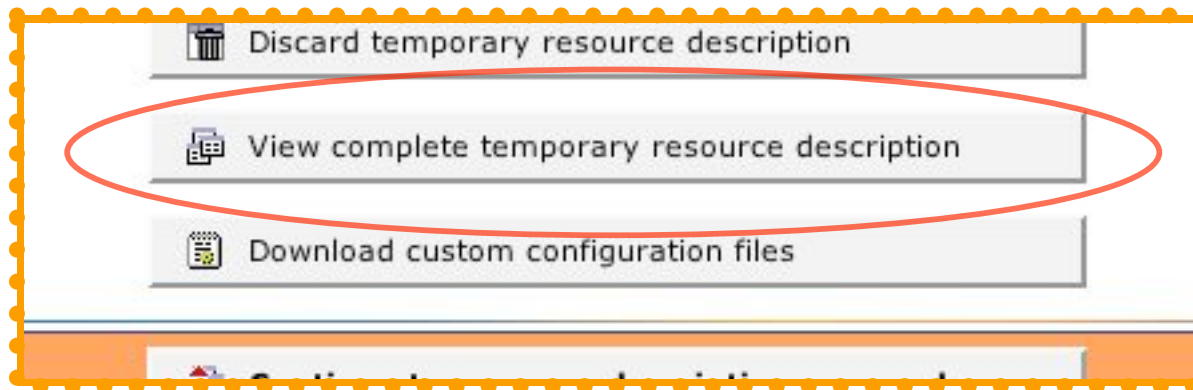 Discard temporary resource description
View complete temporary resource description
Download custom configuration files